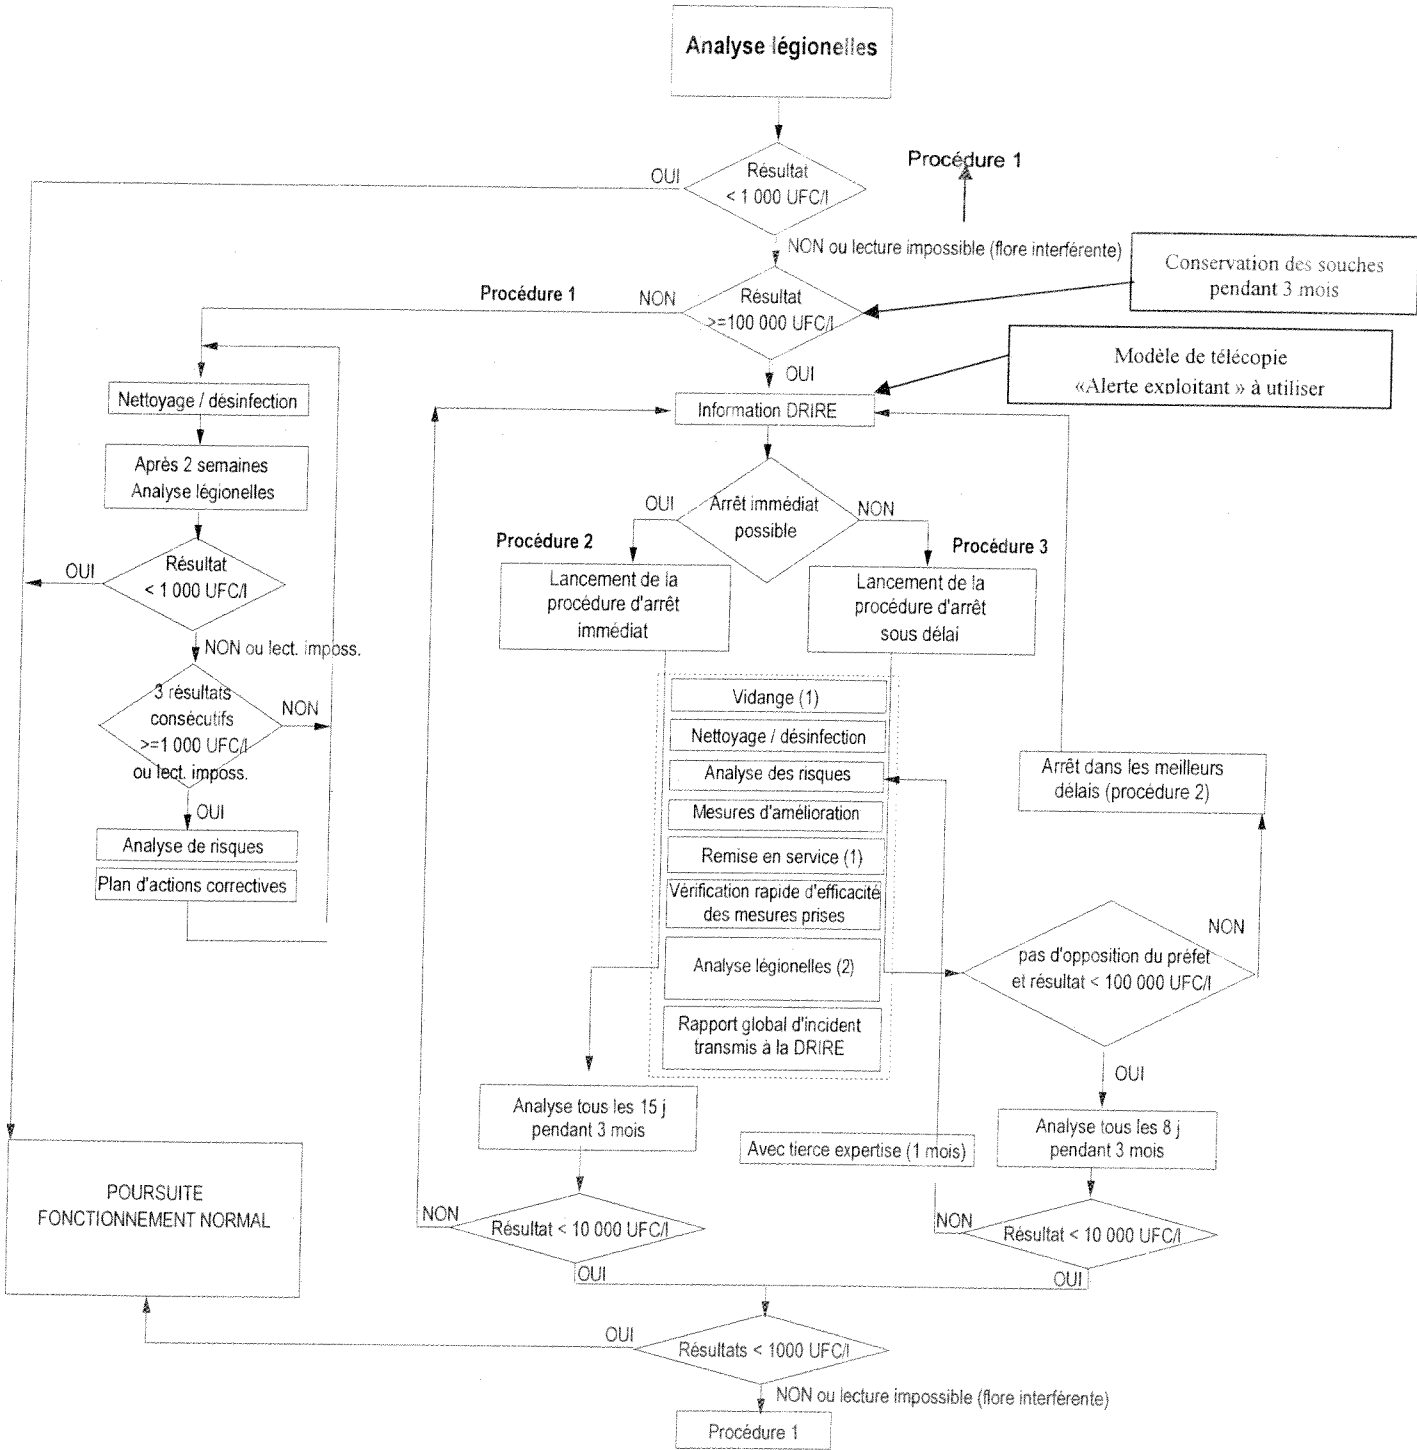 Analyse légionelles
OUI
Résultat
< 1 000 UFC/l
Procédure 1
NON ou lecture impossible (flore interférente)
Conservation des souches
pendant 3 mois
Procédure 1
NON
Résultat
>=100 000 UFC/l
OUI
Modèle de télécopie
«Alerte exploitant » à utiliser
Information DRIRE
Nettoyage / désinfection
Après 2 semaines
Analyse légionelles
OUI
Résultat
< 1 000 UFC/l
NON ou lect. imposs.
3 résultats
consécutifs
>=1 000 UFC/l
ou lect. imposs.
NON
OUI
Analyse de risques
Plan d'actions correctives
OUI
Arrêt immédiat
possible
NON
Procédure 2
Procédure 3
Lancement de la
procédure d'arrêt
immédiat
Lancement de la
procédure d'arrêt
sous délai
Vidange (1)
Nettoyage / désinfection
Analyse des risques
Mesures d'amélioration
Remise en service (1)
Vérification rapide d'efficacité
des mesures prises
Analyse légionelles (2)
Rapport global d'incident
transmis à la DRIRE
Arrêt dans les meilleurs
délais (procédure 2)
NON
pas d'opposition du préfet
et résultat < 100 000 UFC/l
OUI
Analyse tous les 15 j
pendant 3 mois
Avec tierce expertise (1 mois)
Analyse tous les 8 j
pendant 3 mois
POURSUITE
FONCTIONNEMENT NORMAL
NON
Résultat < 10 000 UFC/l
OUI
NON
Résultat < 10 000 UFC/l
OUI
OUI
Résultats < 1000 UFC/l
NON ou lecture impossible (flore interférente)
Procédure 1